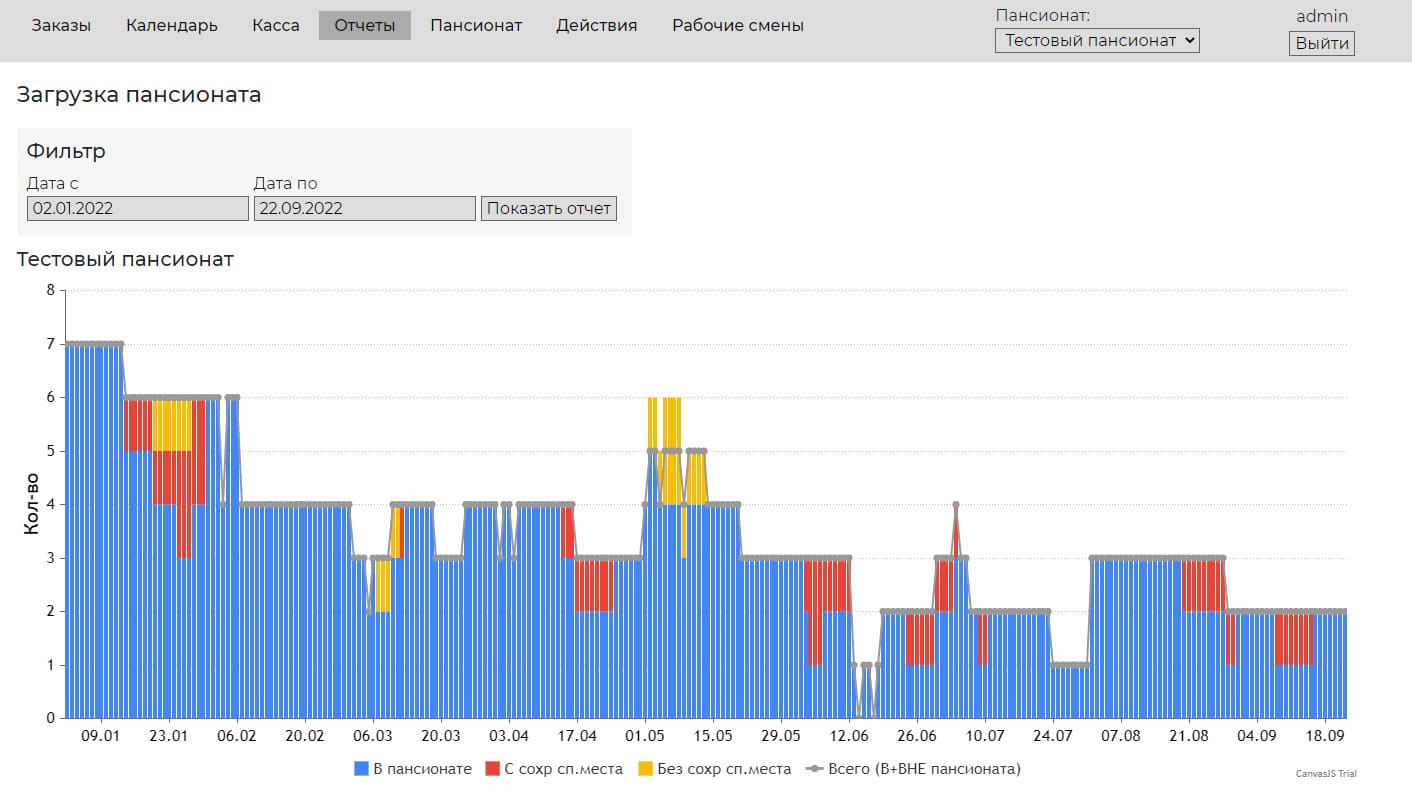 Заказы Календарь Касса Отчеты Пансионат Действия Рабочие смены Пансионат: admin
Тестовый пансионат Выйти
Загрузка пансионата
Фильтр
Дата с Дата по
02.01.2022 22.09.2022 Показать отчет
Тестовый пансионат
8
7
6
5
4
3
2
1
0
Кол-во
09.01 23.01 06.02 20.02 06.03 20.03 03.04 17.04 01.05 15.05 29.05 12.06 26.06 10.07 24.07 07.08 21.08 04.09 18.09
В пансионате С сохр сп.места Без сохр сп.места Всего (В+ВНЕ пансионата)
CanvasJS Trial